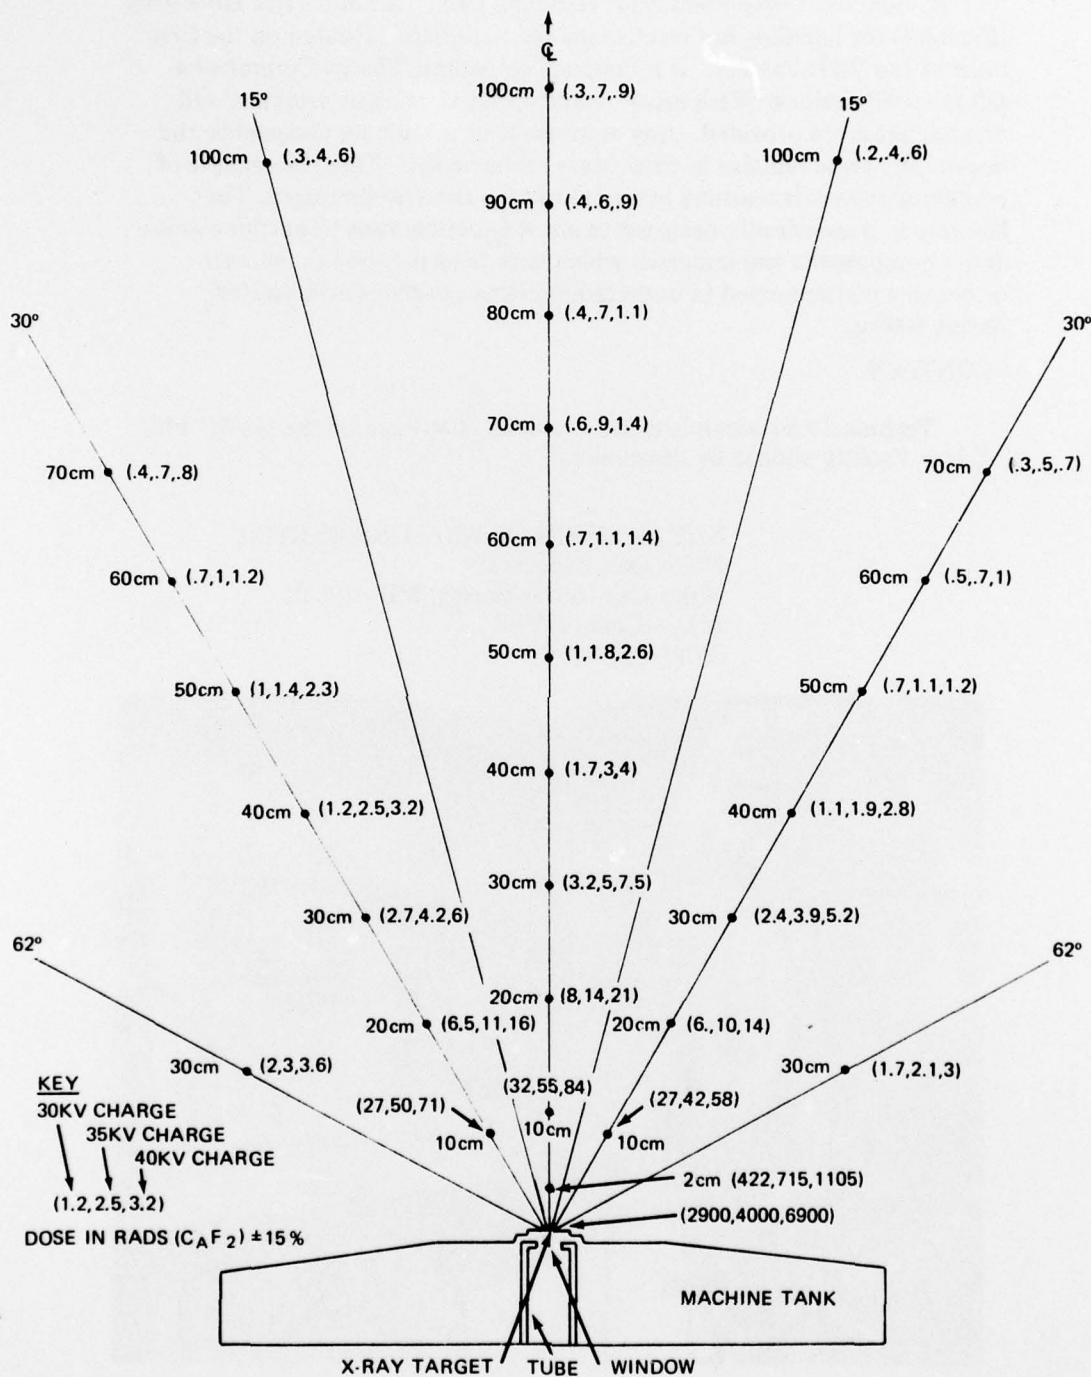 ℄
100cm (.3,.7,.9)
15° 15°
100cm (.3,.4,.6) 100cm (.2,.4,.6)
90cm (.4,.6,.9)
30° 80cm (.4,.7,1.1) 30°
70cm (.6,.9,1.4)
70cm (.4,.7,.8) 70cm (.3,.5,.7)
60cm (.7,1.1,1.4)
60cm (.7,1,1.2) 60cm (.5,.7,1)
50cm (1,1.8,2.6)
50cm (1,1.4,2.3) 50cm (.7,1.1,1.2)
40cm (1.7,3,4)
40cm (1.2,2.5,3.2) 40cm (1.1,1.9,2.8)
30cm (3.2,5,7.5)
30cm (2.7,4.2,6) 30cm (2.4,3.9,5.2)
62° 62°
20cm (8,14,21)
20cm (6.5,11,16) 20cm (6.,10,14)
30cm (2,3,3.6) 30cm (1.7,2.1,3)
(32,55,84)
(27,50,71) (27,42,58)
10cm 10cm 10cm
2cm (422,715,1105)
(2900,4000,6900)
KEY
30KV CHARGE
35KV CHARGE
40KV CHARGE
(1.2,2.5,3.2)
DOSE IN RADS (CAF2) ±15%
MACHINE TANK
X-RAY TARGET TUBE WINDOW